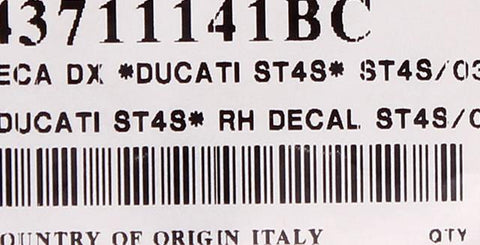 43711141BC
ECA DX *DUCATI ST4S* ST4S/03
DUCATI ST4S* RH DECAL ST4S/0
OUNTRY OF ORIGIN ITALY QTY